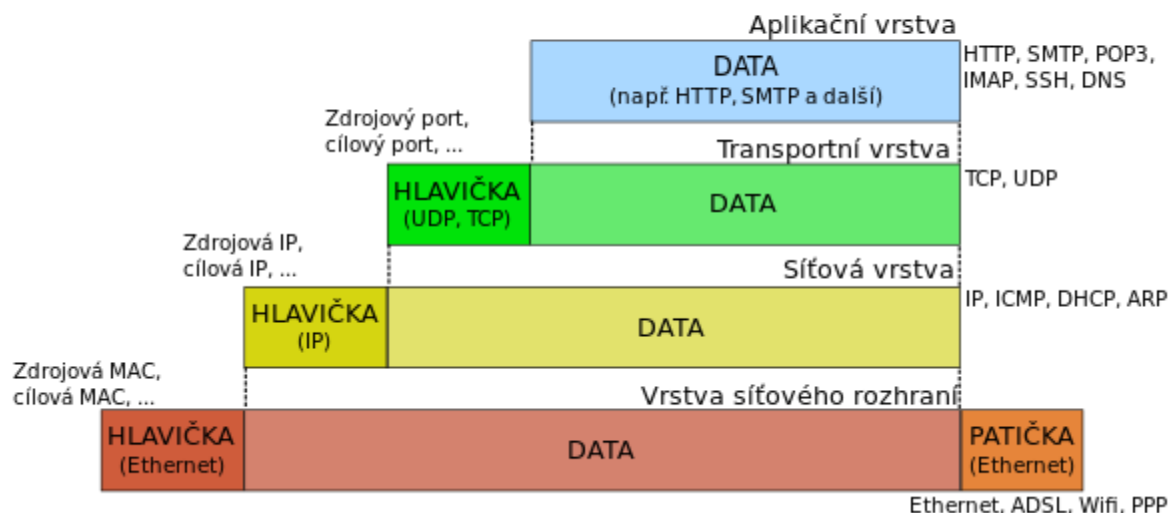 Aplikační vrstva
DATA
(např. HTTP, SMTP a další)
HTTP, SMTP, POP3,
IMAP, SSH, DNS
Zdrojový port,
cílový port, ...
Transportní vrstva
HLAVIČKA
(UDP, TCP)
DATA
TCP, UDP
Zdrojová IP,
cílová IP, ...
Síťová vrstva
HLAVIČKA
(IP)
DATA
IP, ICMP, DHCP, ARP
Zdrojová MAC,
cílová MAC, ...
Vrstva síťového rozhraní
HLAVIČKA
(Ethernet)
DATA
PATIČKA
(Ethernet)
Ethernet, ADSL, Wifi, PPP